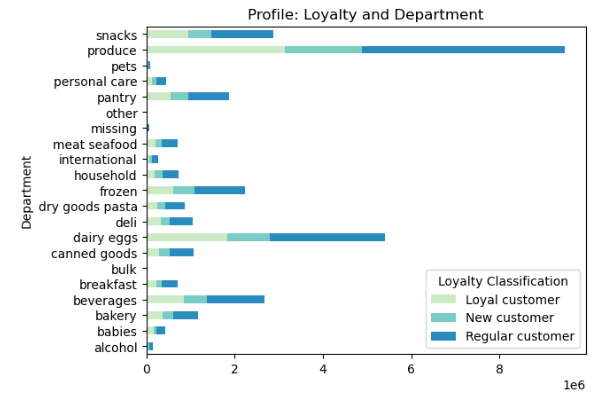 Profile: Loyalty and Department
snacks
produce
pets
personal care
pantry
other
missing
meat seafood
international
household
frozen
dry goods pasta
deli
dairy eggs
canned goods
bulk
breakfast
beverages
bakery
babies
alcohol
Department
Loyalty Classification
Loyal customer
New customer
Regular customer
0 2 4 6 8
1e6